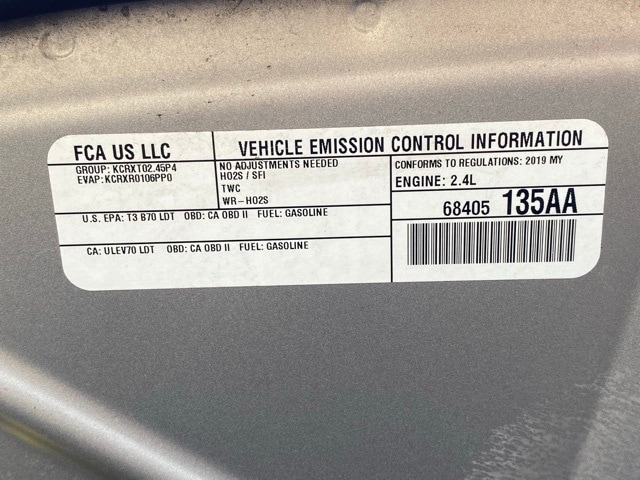 FCA US LLC
GROUP: KCRXT02.45P4
EVAP: KCRXR0106PP0
VEHICLE EMISSION CONTROL INFORMATION
NO ADJUSTMENTS NEEDED
HO2S / SFI
TWC
WR-HO2S
CONFORMS TO REGULATIONS: 2019 MY
ENGINE: 2.4L
U.S. EPA: T3 B70 LDT OBD: CA OBD II FUEL: GASOLINE
CA: ULEV70 LDT OBD: CA OBD II FUEL: GASOLINE
68405 135AA